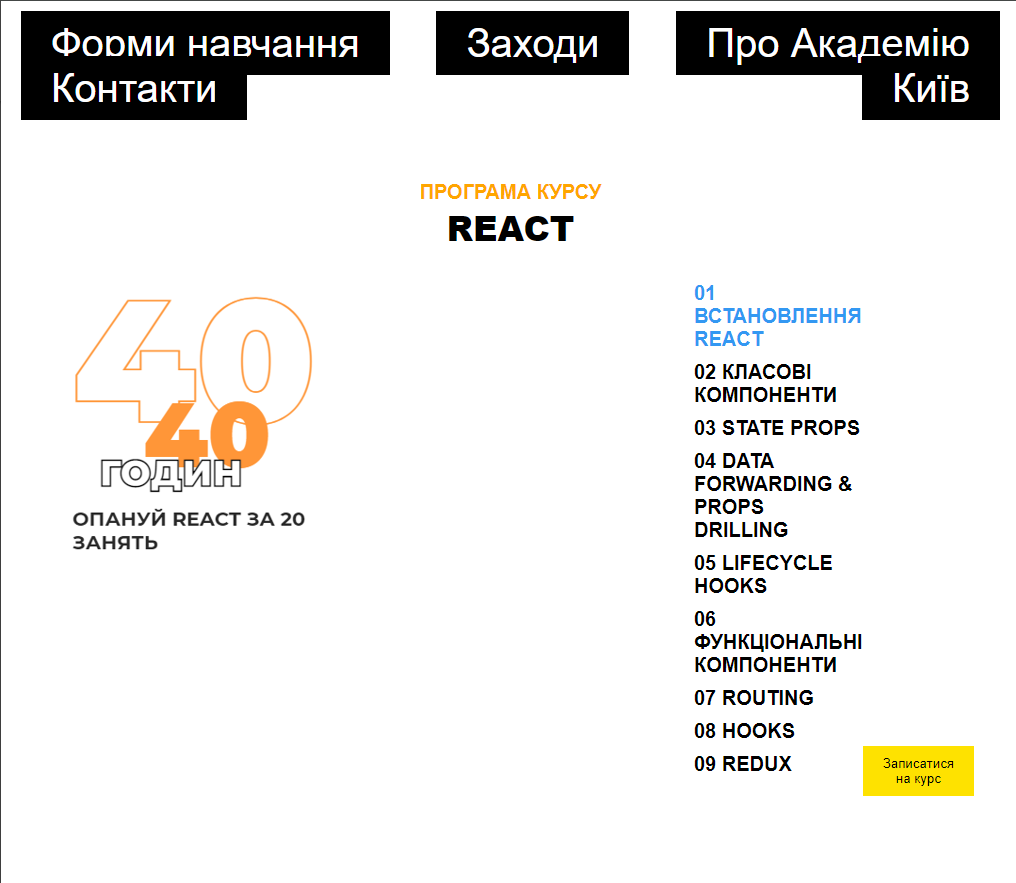 Форми навчання
Заходи
Про Академію
Контакти
Київ
ПРОГРАМА КУРСУ
REACT
40
40
ГОДИН
ОПАНУЙ REACT ЗА 20
ЗАНЯТЬ
01
ВСТАНОВЛЕННЯ
REACT
02 КЛАСОВІ
КОМПОНЕНТИ
03 STATE PROPS
04 DATA
FORWARDING &
PROPS
DRILLING
05 LIFECYCLE
HOOKS
06
ФУНКЦІОНАЛЬНІ
КОМПОНЕНТИ
07 ROUTING
08 HOOKS
09 REDUX
Записатися
на курс